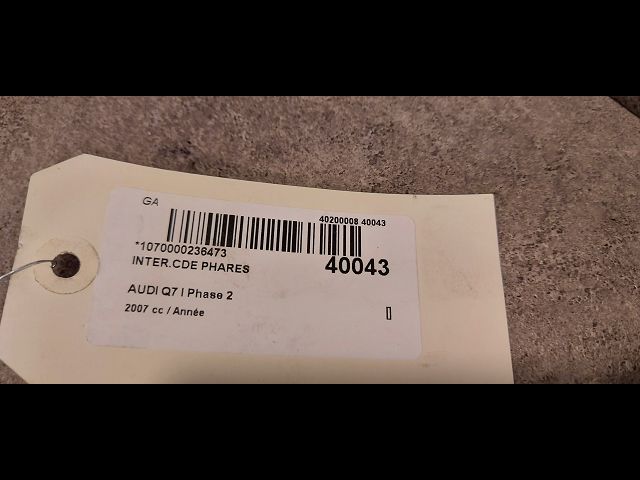 GA
40200008 40043
*1070000236473
INTER.CDE PHARES
40043
AUDI Q7 I Phase 2
2007 cc / Année